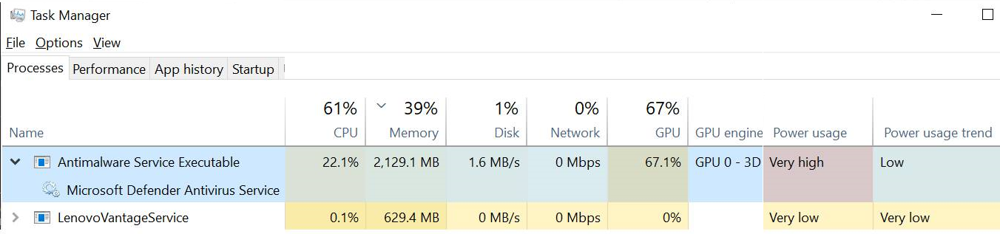 Task Manager
File Options View
Processes Performance App history Startup
61% 39% 1% 0% 67%
Name CPU Memory Disk Network GPU GPU engine Power usage Power usage trend
Antimalware Service Executable 22.1% 2,129.1 MB 1.6 MB/s 0 Mbps 67.1% GPU 0 - 3D Very high Low
Microsoft Defender Antivirus Service
LenovoVantageService 0.1% 629.4 MB 0 MB/s 0 Mbps 0% Very low Very low